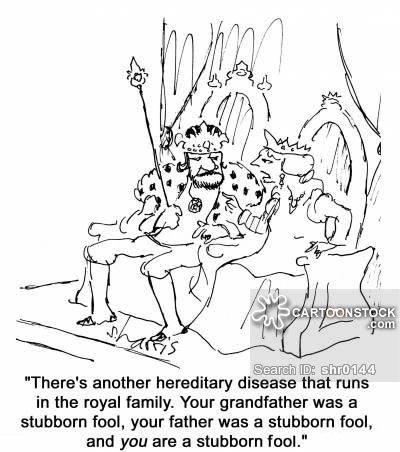 SHARRIS
CARTOONSTOCK
.com
Search ID: shr0144
"There's another hereditary disease that runs
in the royal family. Your grandfather was a
stubborn fool, your father was a stubborn fool,
and you are a stubborn fool."